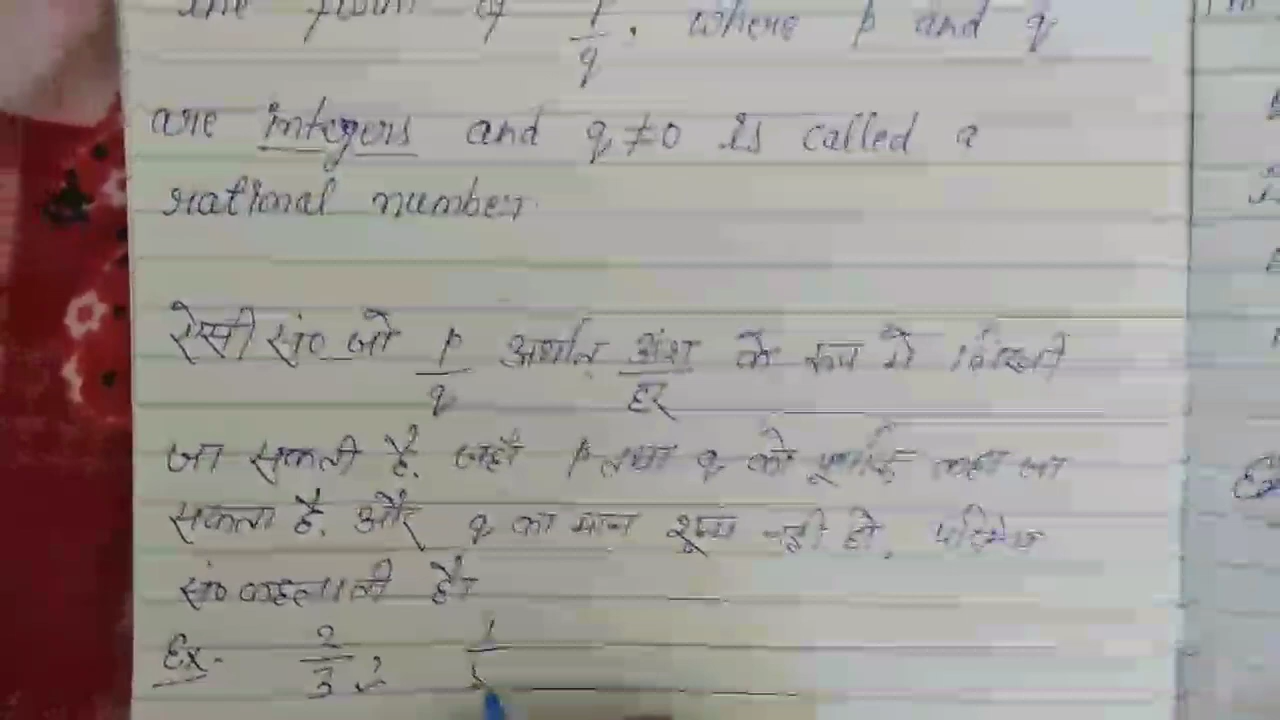 the form of p/q. where p and q
are integers and q≠0 is called a
rational number.
ऐसी सं० जो p/q अर्थात् अंश/हर के रूप में लिखी
जा सकती है. जहाँ p तथा q को पूर्णांक कहा जा
सकता है. और q का मान शून्य नहीं हो. परिमेय
सं० कहलाती है।
Ex- 2/3, 1/